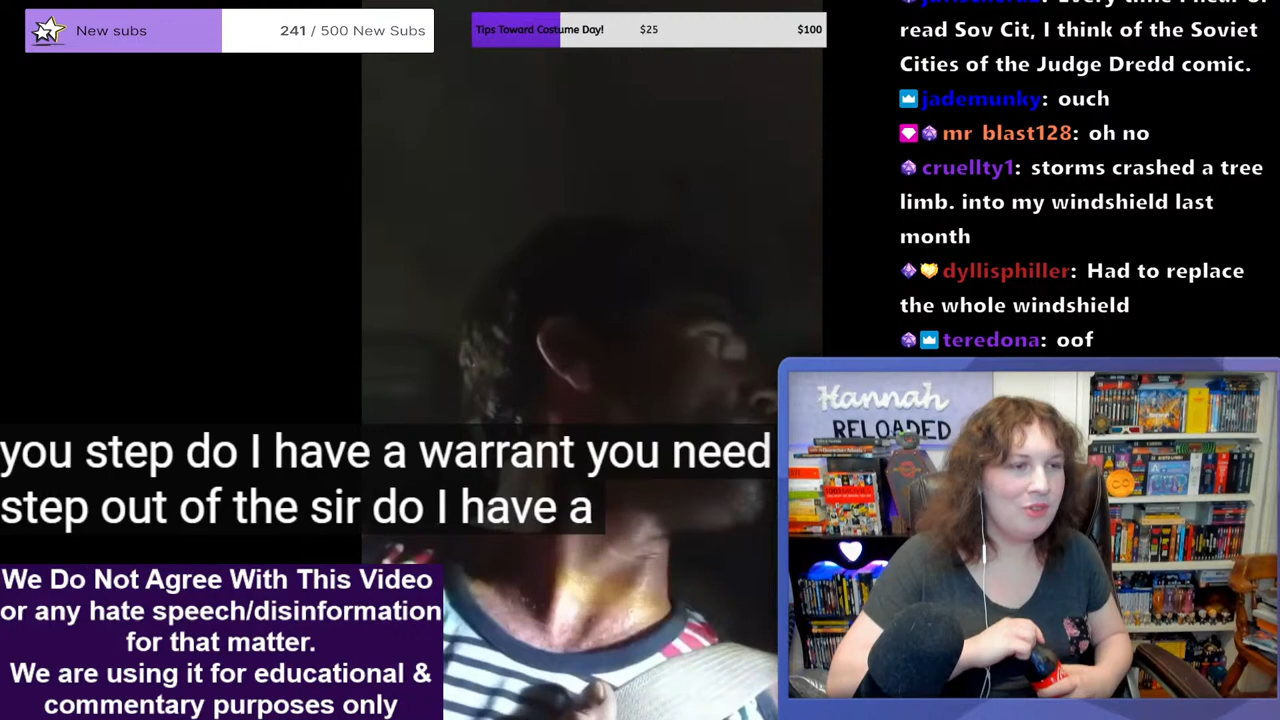 New subs
241 / 500 New Subs
Tips Toward Costume Day!
$25
$100
read Sov Cit, I think of the Soviet
Cities of the Judge Dredd comic.
jademunky: ouch
mr_blast128: oh no
cruellty1: storms crashed a tree
limb. into my windshield last
month
dyllisphiller: Had to replace
the whole windshield
teredona: oof
you step do I have a warrant you need
step out of the sir do I have a
Hannah
RELOADED
We Do Not Agree With This Video
or any hate speech/disinformation
for that matter.
We are using it for educational &
commentary purposes only